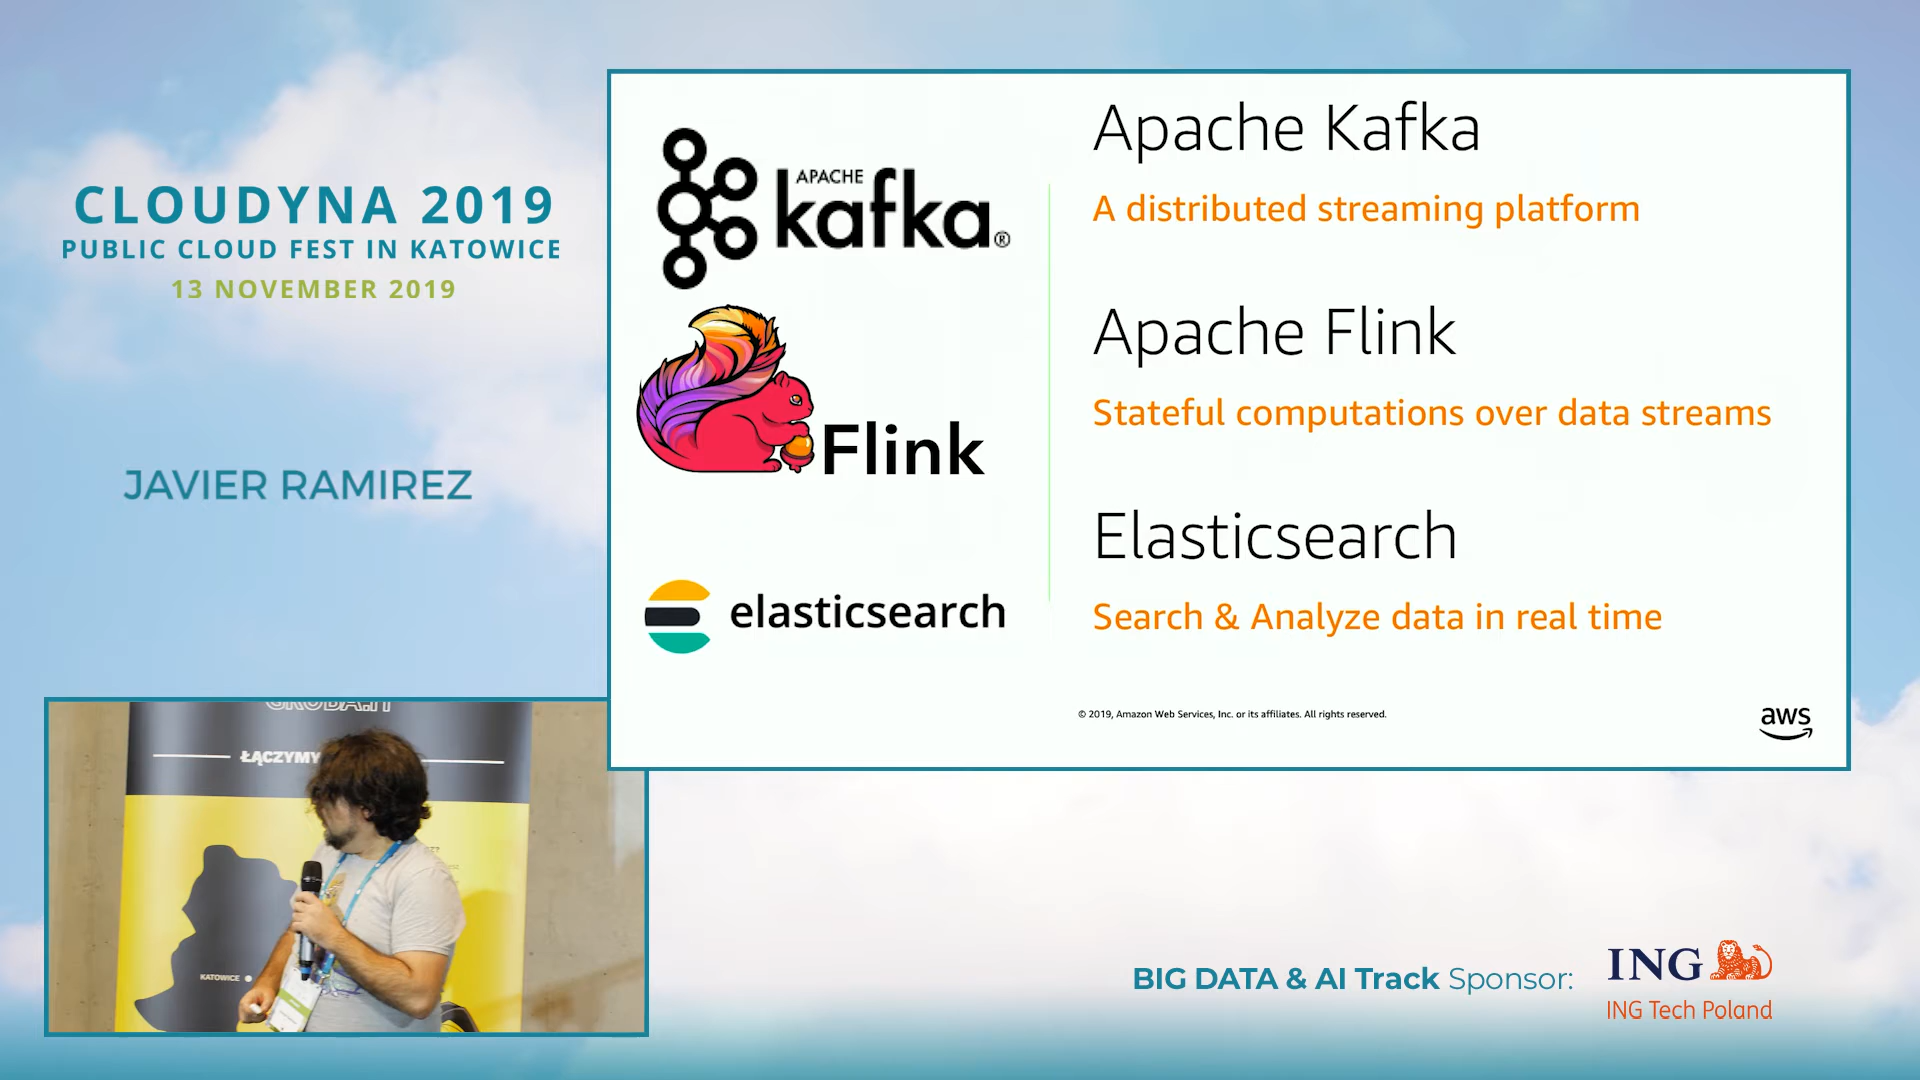 CLOUDYNA 2019
PUBLIC CLOUD FEST IN KATOWICE
13 NOVEMBER 2019
JAVIER RAMIREZ
APACHE
kafka®
Flink
elasticsearch
Apache Kafka
A distributed streaming platform
Apache Flink
Stateful computations over data streams
Elasticsearch
Search & Analyze data in real time
© 2019, Amazon Web Services, Inc. or its affiliates. All rights reserved.
aws
ŁĄCZYMY
KATOWICE
BIG DATA & AI Track Sponsor:
ING
ING Tech Poland